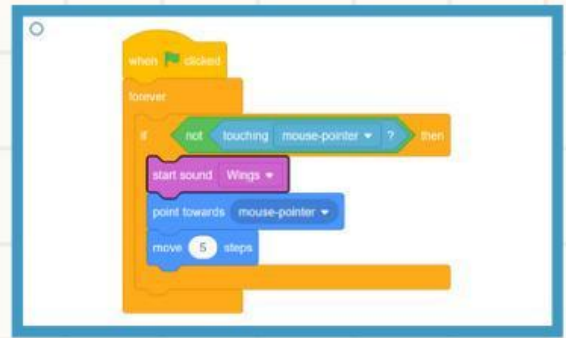 when clicked
forever
if not touching mouse-pointer ? then
start sound Wings
point towards mouse-pointer
move 5 steps